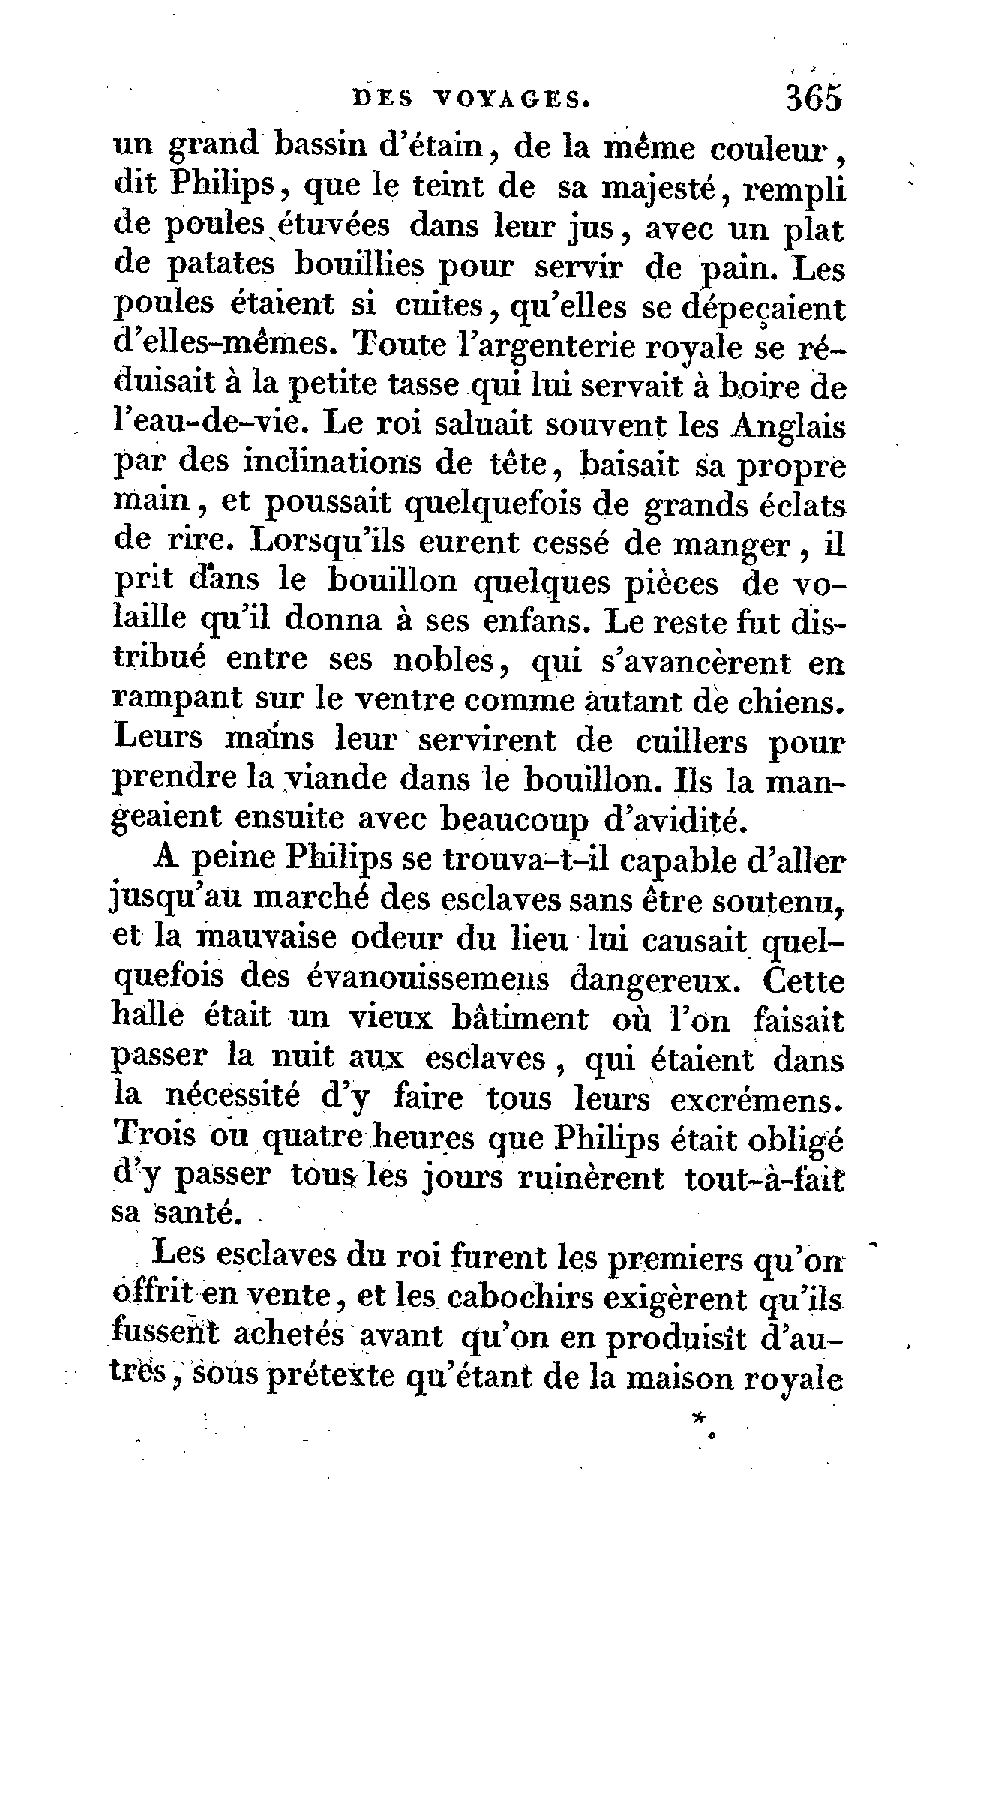 DES VOYAGES. 365
un grand bassin d'étain, de la même couleur,
dit Philips, que le teint de sa majesté, rempli
de poules étuvées dans leur jus, avec un plat
de patates bouillies pour servir de pain. Les
poules étaient si cuites, qu'elles se dépeçaient
d'elles-mêmes. Toute l'argenterie royale se ré-
duisait à la petite tasse qui lui servait à boire de
l'eau-de-vie. Le roi saluait souvent les Anglais
par des inclinations de tête, baisait sa propre
main, et poussait quelquefois de grands éclats
de rire. Lorsqu'ils eurent cessé de manger, il
prit dans le bouillon quelques pièces de vo-
laille qu'il donna à ses enfans. Le reste fut dis-
tribué entre ses nobles, qui s'avancèrent en
rampant sur le ventre comme autant de chiens.
Leurs mains leur servirent de cuillers pour
prendre la viande dans le bouillon. Ils la man-
geaient ensuite avec beaucoup d'avidité.
A peine Philips se trouva-t-il capable d'aller
jusqu'au marché des esclaves sans être soutenu,
et la mauvaise odeur du lieu lui causait quel-
quefois des évanouissemens dangereux. Cette
halle était un vieux bâtiment où l'on faisait
passer la nuit aux esclaves, qui étaient dans
la nécessité d'y faire tous leurs excrémens.
Trois ou quatre heures que Philips était obligé
d'y passer tous les jours ruinèrent tout-à-fait
sa santé.
Les esclaves du roi furent les premiers qu'on
offrit en vente, et les cabochirs exigèrent qu'ils
fussent achetés avant qu'on en produisît d'au-
tres, sous prétexte qu'étant de la maison royale
*